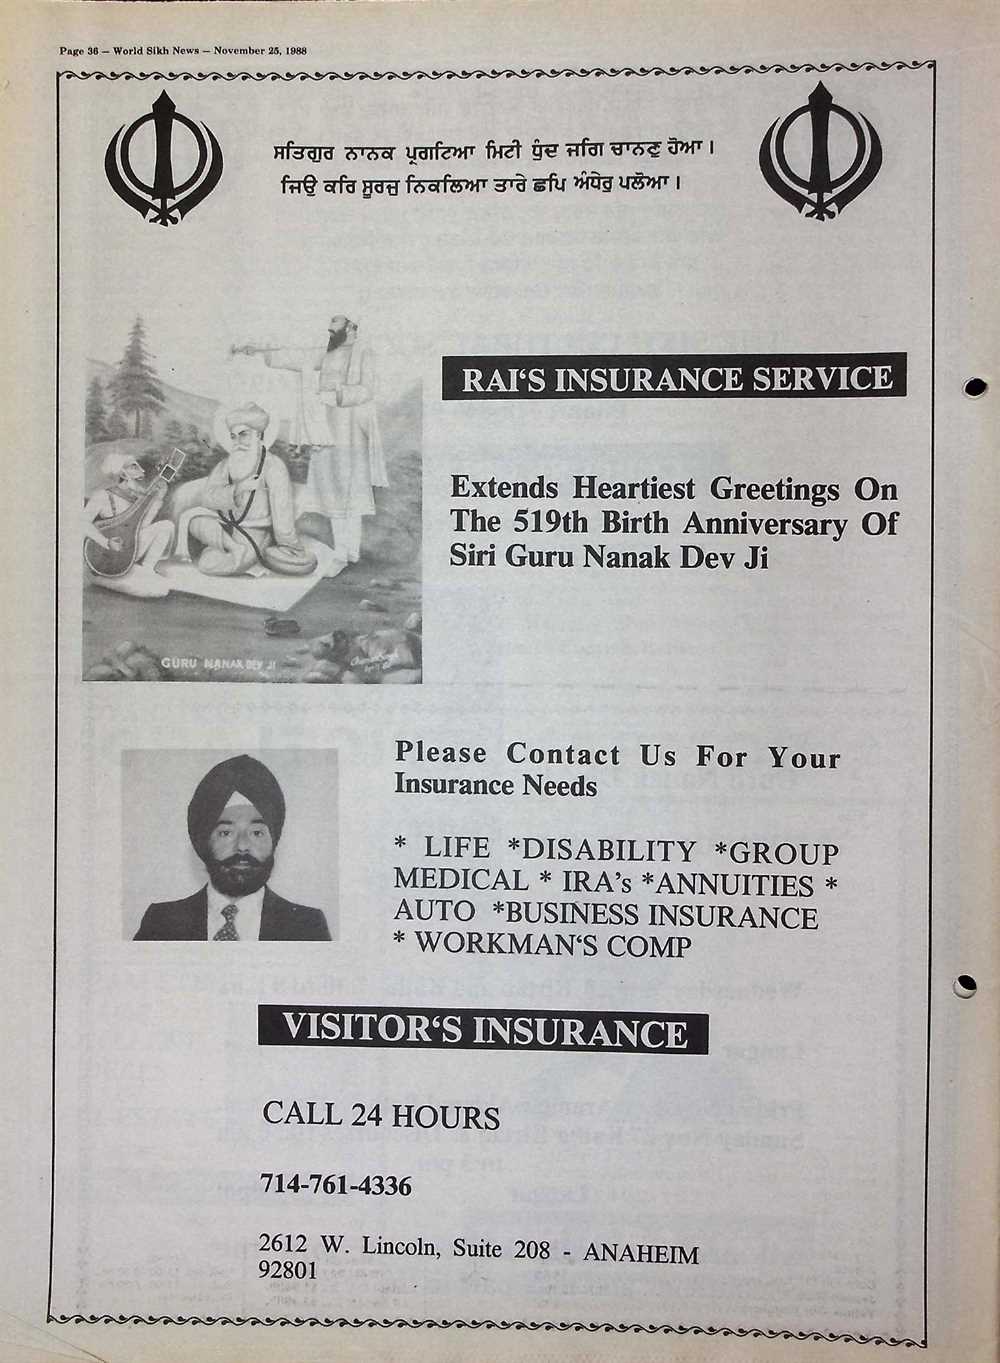 Page 36 — World Sikh News — November 25, 1988
ਸਤਿਗੁਰ ਨਾਨਕ ਪ੍ਰਗਟਿਆ ਮਿਟੀ ਧੁੰਦ ਜਗਿ ਚਾਨਣੁ ਹੋਆ।
ਜਿਉ ਕਰਿ ਸੂਰਜੁ ਨਿਕਲਿਆ ਤਾਰੇ ਛਪਿ ਅੰਧੇਰੁ ਪਲੋਆ।
RAI‘S INSURANCE SERVICE
Extends Heartiest Greetings On
The 519th Birth Anniversary Of
Siri Guru Nanak Dev Ji
GURU NANAK DEV JI
Please Contact Us For Your
Insurance Needs
* LIFE *DISABILITY *GROUP
MEDICAL * IRA’s *ANNUITIES *
AUTO *BUSINESS INSURANCE
* WORKMAN‘S COMP
VISITOR‘S INSURANCE
CALL 24 HOURS
714-761-4336
2612 W. Lincoln, Suite 208 - ANAHEIM
92801